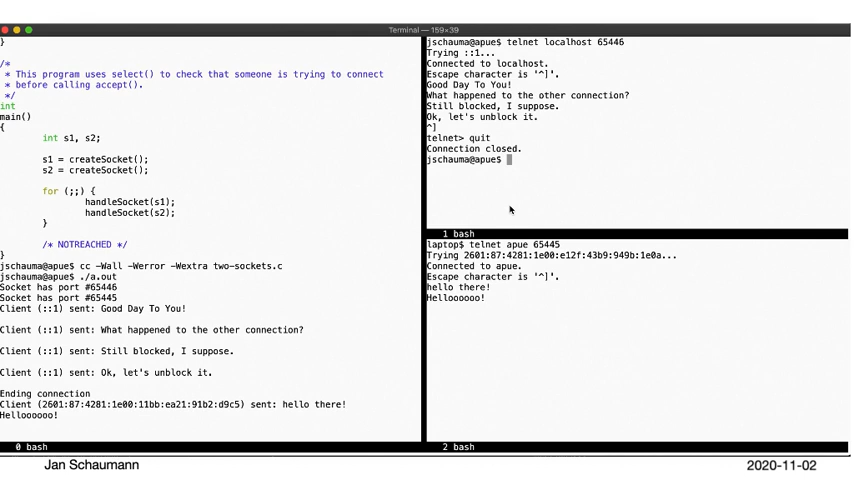 Terminal — 159×39
}
/*
 * This program uses select() to check that someone is trying to connect
 * before calling accept().
 */
int
main()
{
int s1, s2;
s1 = createSocket();
s2 = createSocket();
for (;;) {
handleSocket(s1);
handleSocket(s2);
}
/* NOTREACHED */
}
jschauma@apue$ cc -Wall -Werror -Wextra two-sockets.c
jschauma@apue$ ./a.out
Socket has port #65446
Socket has port #65445
Client (::1) sent: Good Day To You!
Client (::1) sent: What happened to the other connection?
Client (::1) sent: Still blocked, I suppose.
Client (::1) sent: Ok, let's unblock it.
Ending connection
Client (2601:87:4281:1e00:11bb:ea21:91b2:d9c5) sent: hello there!
Helloooooo!
0 bash
jschauma@apue$ telnet localhost 65446
Trying ::1...
Connected to localhost.
Escape character is '^]'.
Good Day To You!
What happened to the other connection?
Still blocked, I suppose.
Ok, let's unblock it.
^]
telnet> quit
Connection closed.
jschauma@apue$
1 bash
laptop$ telnet apue 65445
Trying 2601:87:4281:1e00:e12f:43b9:949b:1e0a...
Connected to apue.
Escape character is '^]'.
hello there!
Helloooooo!
2 bash
Jan Schaumann
2020-11-02